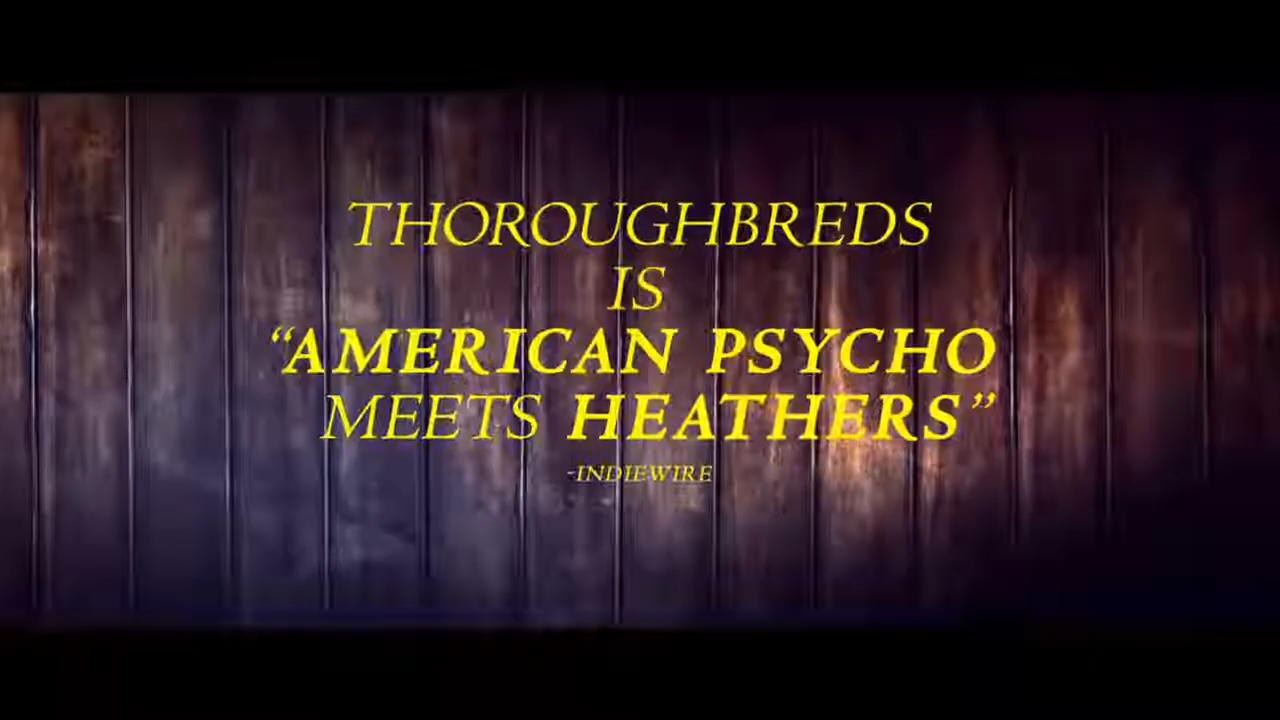 THOROUGHBREDS
IS
“AMERICAN PSYCHO
MEETS HEATHERS”
-INDIEWIRE